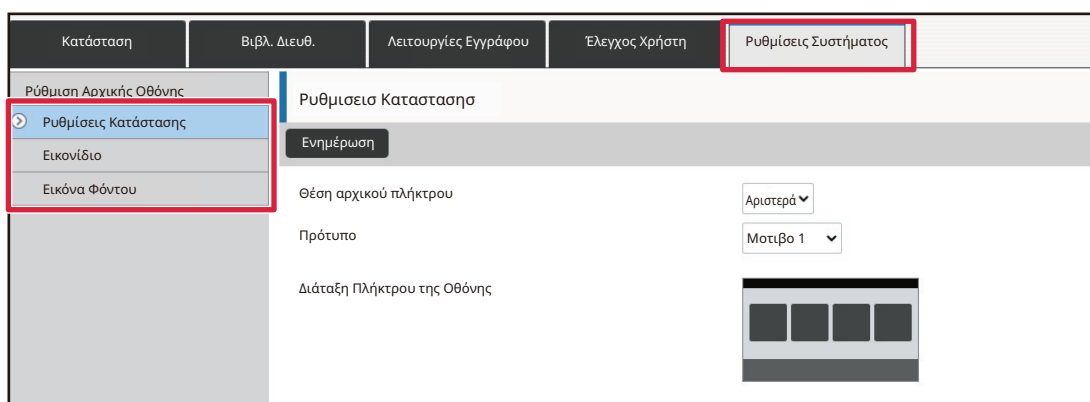 Κατάσταση
Βιβλ. Διευθ.
Λειτουργίες Εγγράφου
Έλεγχος Χρήστη
Ρυθμίσεις Συστήματος
Ρύθμιση Αρχικής Οθόνης
Ρυθμίσεις Κατάστασης
Εικονίδιο
Εικόνα Φόντου
Ρυθμισεισ Καταστασησ
Ενημέρωση
Θέση αρχικού πλήκτρου
Αριστερά
Πρότυπο
Μοτιβο 1
Διάταξη Πλήκτρου της Οθόνης